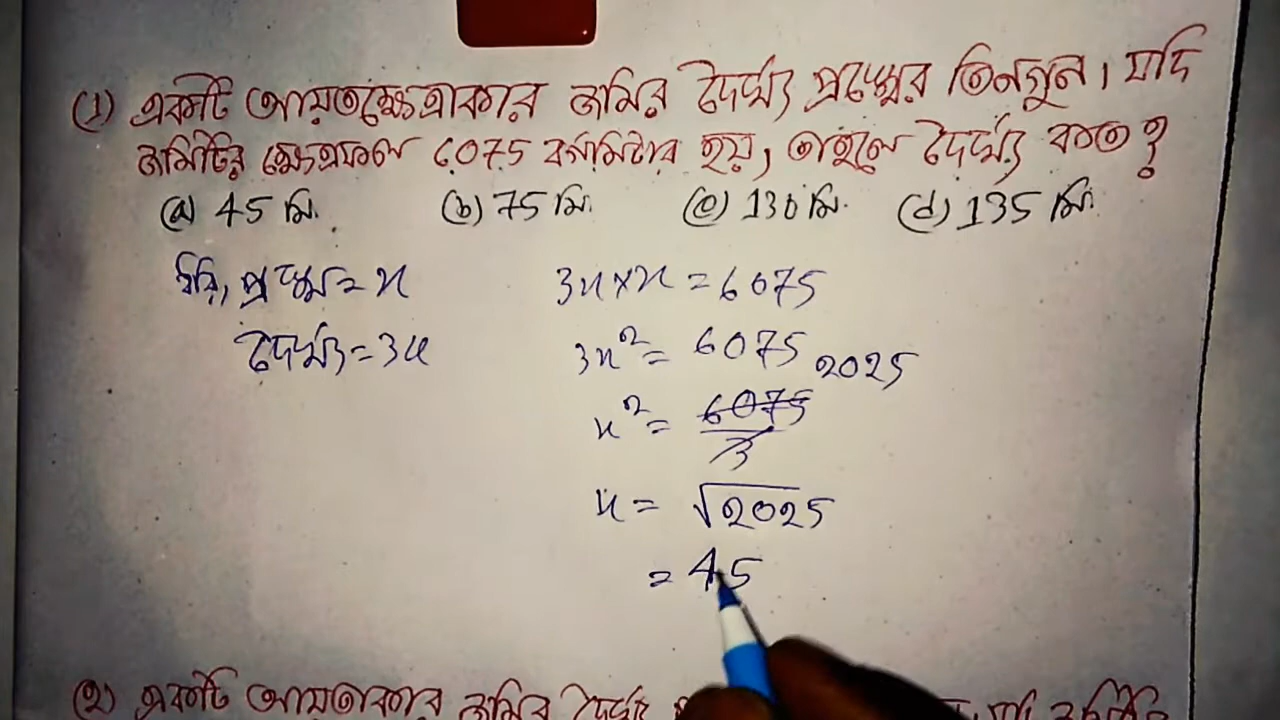 (১) একটি আয়তক্ষেত্রাকার জমির দৈর্ঘ্য প্রস্থের তিনগুন। যদি
জমিটির ক্ষেত্রফল 6075 বর্গমিটার হয়, তাহলে দৈর্ঘ্য কত?
(a) 45 মি. (b) 75 মি. (c) 130 মি. (d) 135 মি.
ধরি, প্রস্থ = x
দৈর্ঘ্য = 3x
3x × x = 6075
3x² = 6075
x² = 6075/3 2025
x = √2025
= 45
(২) একটি আয়তাকার জমির দৈর্ঘ্য